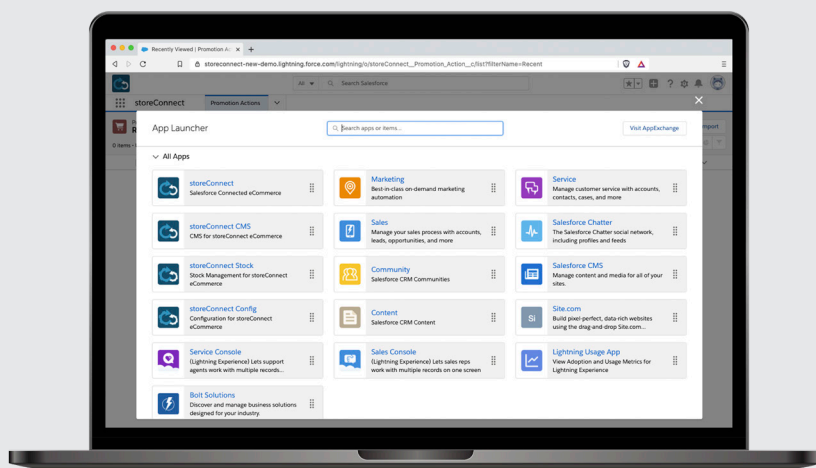 Recently Viewed | Promotion Ac
storeconnect-new-demo.lightning.force.com/lightning/o/storeConnect__Promotion_Action__c/list?filterName=Recent
All
Search Salesforce
storeConnect
Promotion Actions
App Launcher
Search apps or items...
Visit AppExchange
0 items
All Apps
storeConnect
Salesforce Connected eCommerce
Marketing
Best-in-class on-demand marketing
automation
Service
Manage customer service with accounts,
contacts, cases, and more
storeConnect CMS
CMS for storeConnect eCommerce
Sales
Manage your sales process with accounts,
leads, opportunities, and more
Salesforce Chatter
The Salesforce Chatter social network,
including profiles and feeds
storeConnect Stock
Stock Management for storeConnect
eCommerce
Community
Salesforce CRM Communities
Salesforce CMS
Manage content and media for all of your
sites.
storeConnect Config
Configuration for storeConnect
eCommerce
Content
Salesforce CRM Content
Si
Site.com
Build pixel-perfect, data-rich websites
using the drag-and-drop Site.com...
Service Console
(Lightning Experience) Lets support
agents work with multiple records...
Sales Console
(Lightning Experience) Lets sales reps
work with multiple records on one screen
Lightning Usage App
View Adoption and Usage Metrics for
Lightning Experience
Bolt Solutions
Discover and manage business solutions
designed for your industry.